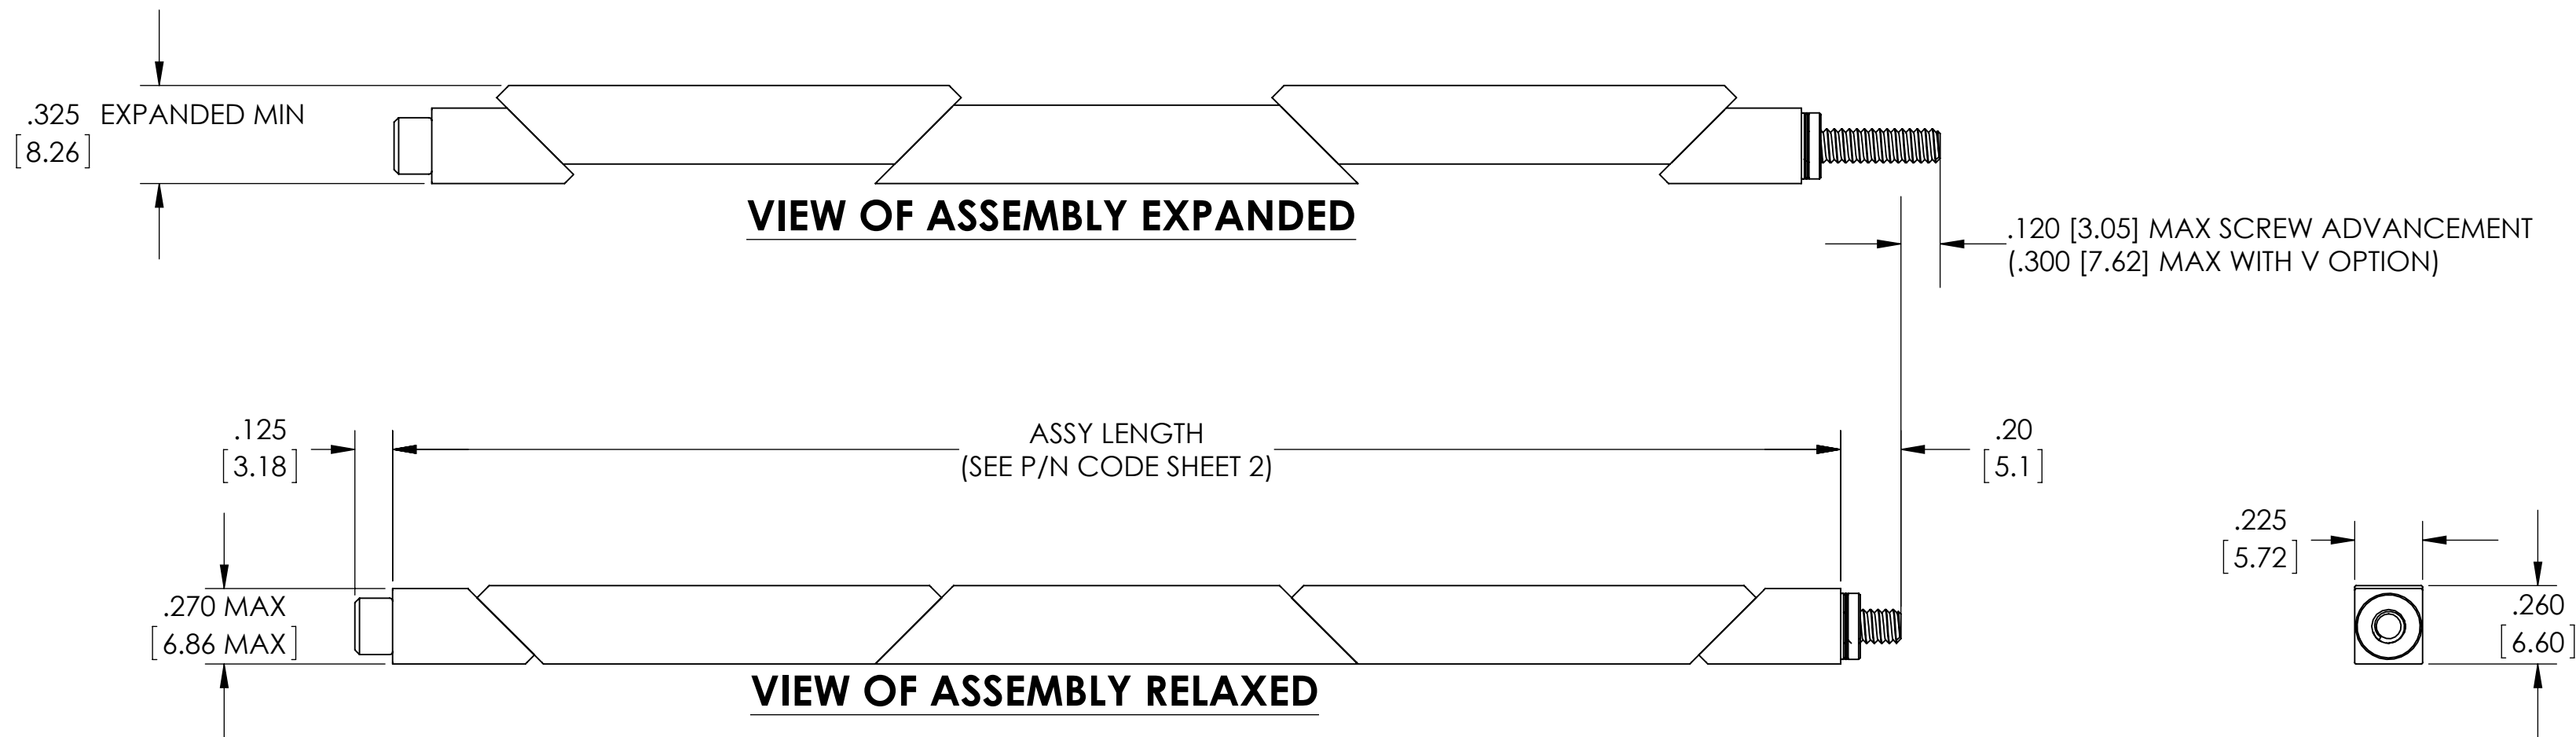 .325 EXPANDED MIN
[8.26]
VIEW OF ASSEMBLY EXPANDED
.120 [3.05] MAX SCREW ADVANCEMENT
(.300 [7.62] MAX WITH V OPTION)
.125
[3.18]
ASSY LENGTH
(SEE P/N CODE SHEET 2)
.20
[5.1]
.225
[5.72]
.270 MAX
[6.86 MAX]
.260
[6.60]
VIEW OF ASSEMBLY RELAXED